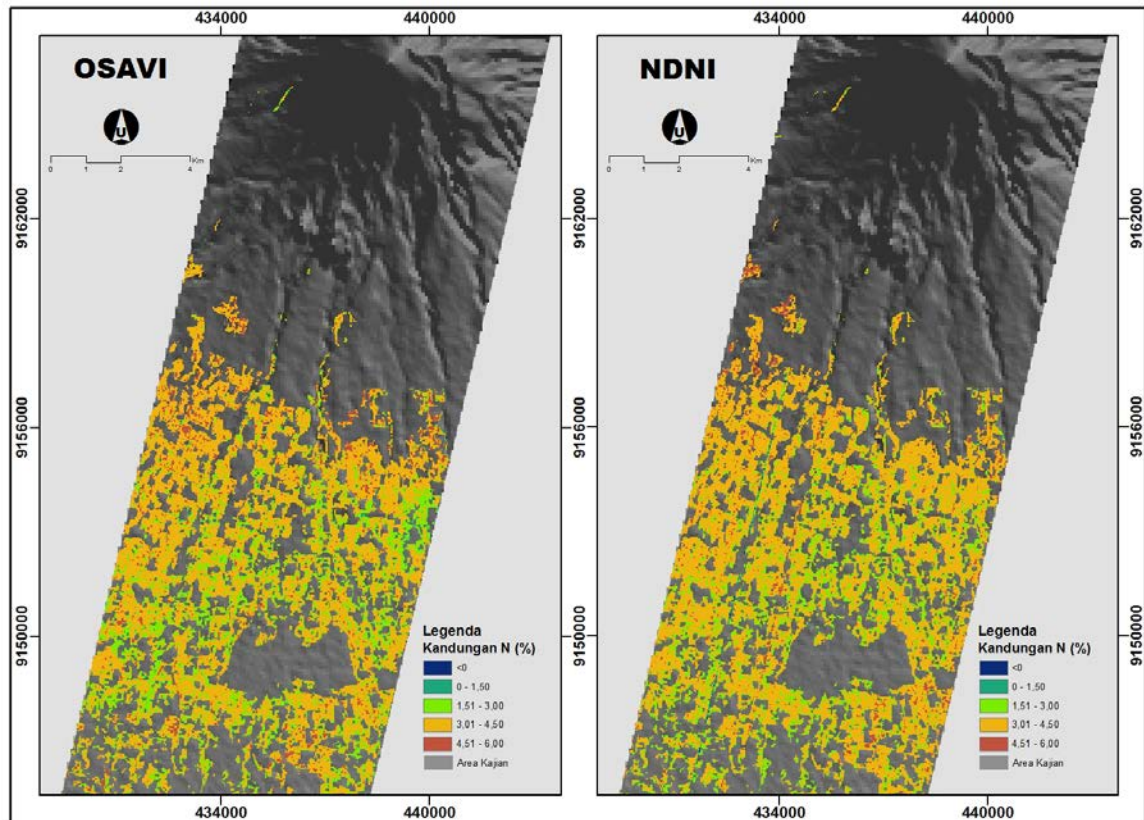 434000 440000
434000 440000
OSAVI
U
0 1 2 4 Km
9162000
9156000
9150000
Legenda
Kandungan N (%)
<0
0 - 1,50
1,51 - 3,00
3,01 - 4,50
4,51 - 6,00
Area Kajian
NDNI
U
0 1 2 4 Km
9162000
9156000
9150000
Legenda
Kandungan N (%)
<0
0 - 1,50
1,51 - 3,00
3,01 - 4,50
4,51 - 6,00
Area Kajian
434000 440000
434000 440000